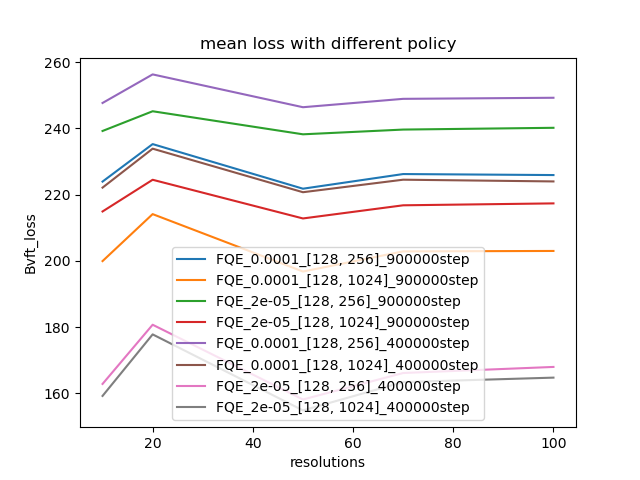 mean loss with different policy
260
240
220
200
180
160
Bvft_loss
FQE_0.0001_[128, 256]_900000step
FQE_0.0001_[128, 1024]_900000step
FQE_2e-05_[128, 256]_900000step
FQE_2e-05_[128, 1024]_900000step
FQE_0.0001_[128, 256]_400000step
FQE_0.0001_[128, 1024]_400000step
FQE_2e-05_[128, 256]_400000step
FQE_2e-05_[128, 1024]_400000step
20 40 60 80 100
resolutions